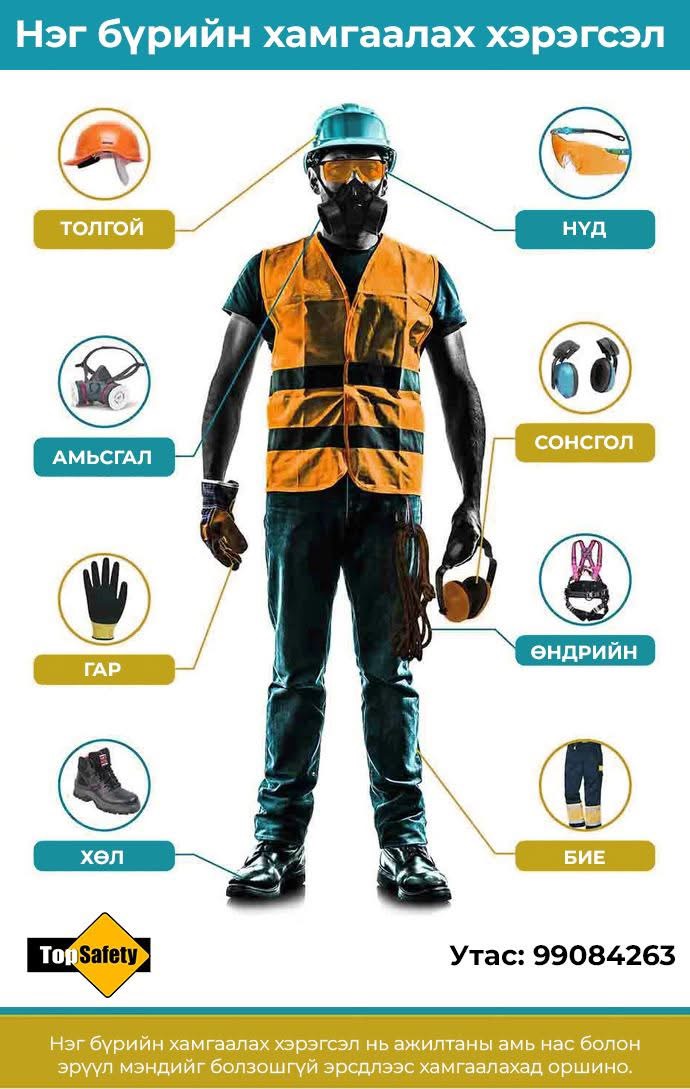 Нэг бүрийн хамгаалах хэрэгсэл
ТОЛГОЙ
НҮД
АМЬСГАЛ
СОНСГОЛ
ГАР
ӨНДРИЙН
ХӨЛ
БИЕ
TopSafety
Утас: 99084263
Нэг бүрийн хамгаалах хэрэгсэл нь ажилтаны амь нас болон
эрүүл мэндийг болзошгүй эрсдлээс хамгаалахад оршино.